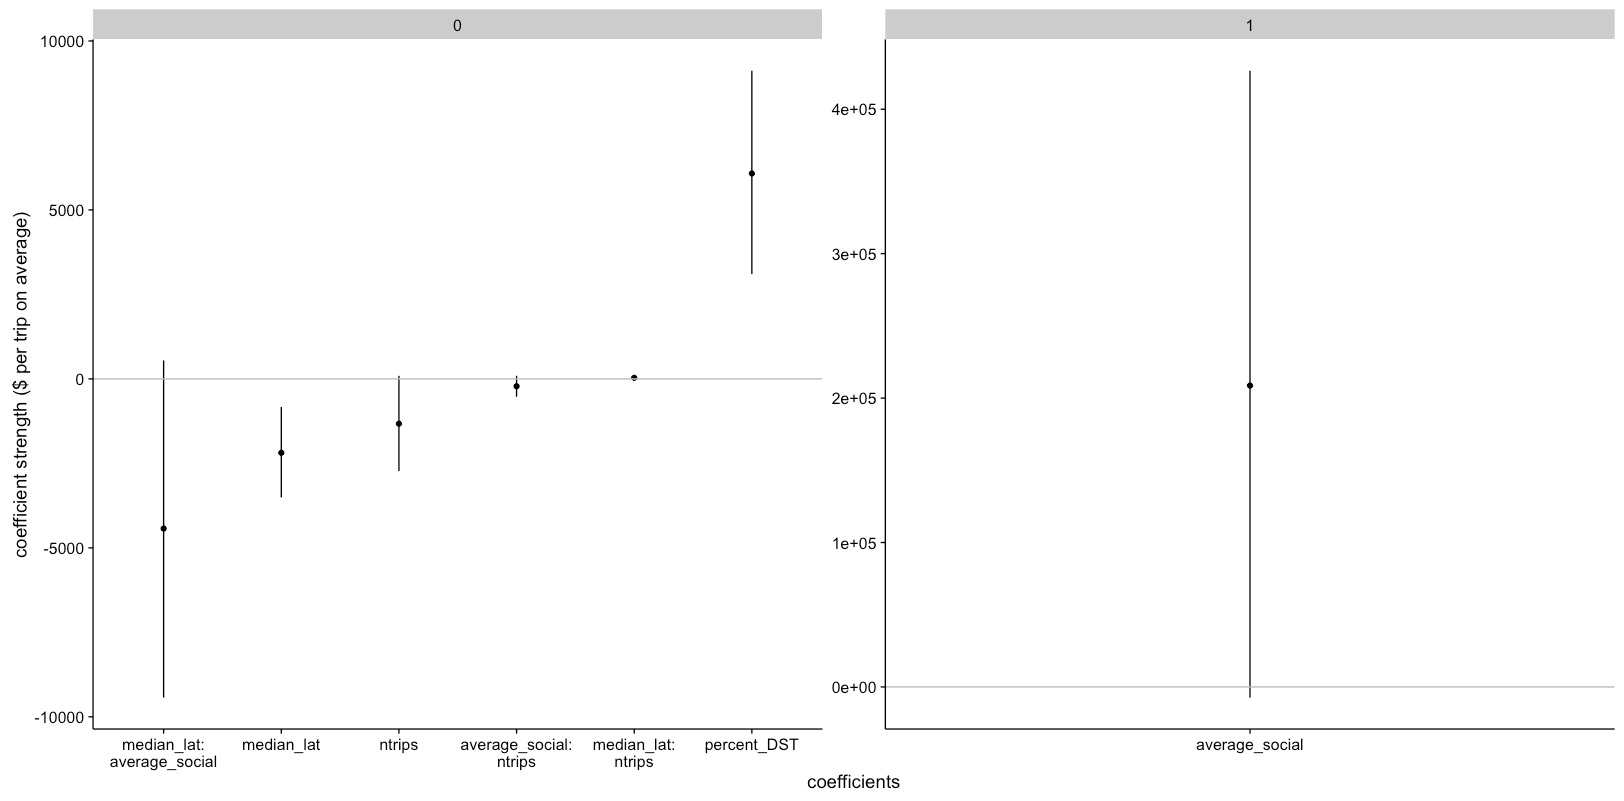 0
1
10000
5000
0
-5000
-10000
coefficient strength ($ per trip on average)
4e+05
3e+05
2e+05
1e+05
0e+00
median_lat:
average_social
median_lat
ntrips
average_social:
ntrips
median_lat:
ntrips
percent_DST
average_social
coefficients